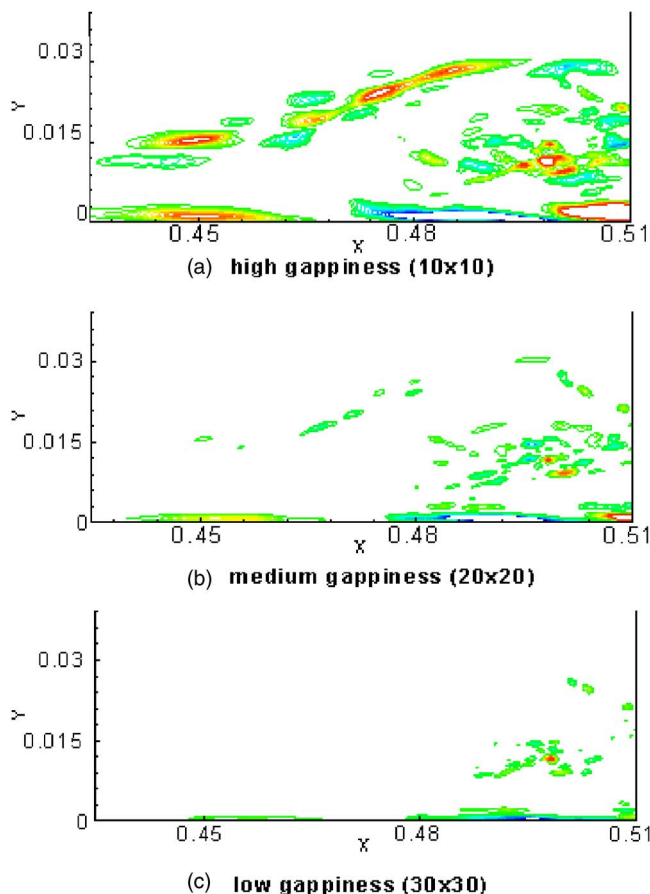 0.03
Y
0.015
0
0.45
0.48
0.51
X
(a) high gappiness (10x10)
0.03
Y
0.015
0
0.45
0.48
0.51
X
(b) medium gappiness (20x20)
0.03
Y
0.015
0
0.45
0.48
0.51
X
(c) low gappiness (30x30)